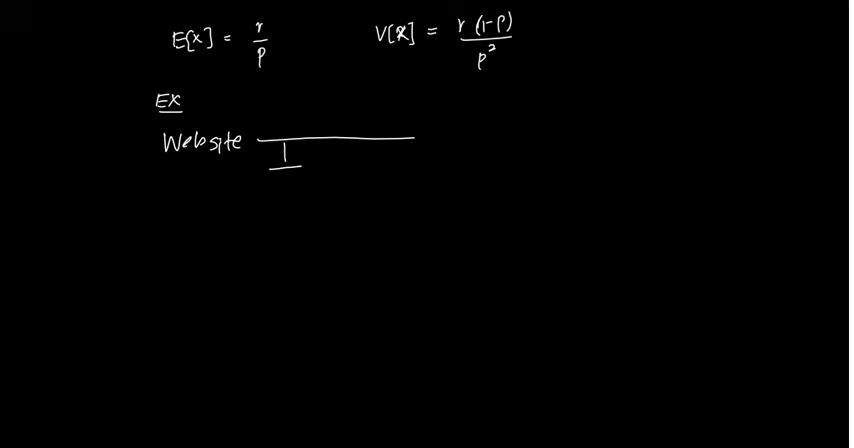 E[X] = r/p V[X] = r(1-p)/p²
EX
Website
1